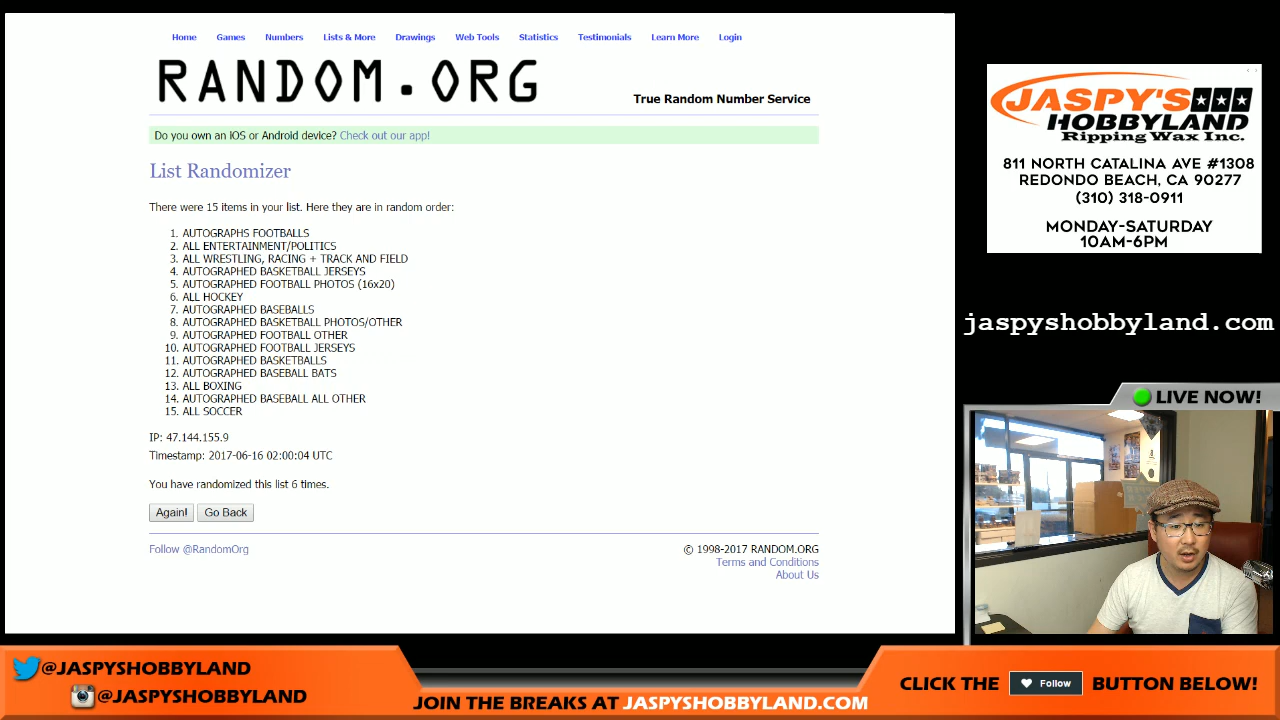 Home Games Numbers Lists & More Drawings Web Tools Statistics Testimonials Learn More Login
RANDOM.ORG
True Random Number Service
Do you own an iOS or Android device? Check out our app!
List Randomizer
There were 15 items in your list. Here they are in random order:
1. AUTOGRAPHS FOOTBALLS
2. ALL ENTERTAINMENT/POLITICS
3. ALL WRESTLING, RACING + TRACK AND FIELD
4. AUTOGRAPHED BASKETBALL JERSEYS
5. AUTOGRAPHED FOOTBALL PHOTOS (16x20)
6. ALL HOCKEY
7. AUTOGRAPHED BASEBALLS
8. AUTOGRAPHED BASKETBALL PHOTOS/OTHER
9. AUTOGRAPHED FOOTBALL OTHER
10. AUTOGRAPHED FOOTBALL JERSEYS
11. AUTOGRAPHED BASKETBALLS
12. AUTOGRAPHED BASEBALL BATS
13. ALL BOXING
14. AUTOGRAPHED BASEBALL ALL OTHER
15. ALL SOCCER
IP: 47.144.155.9
Timestamp: 2017-06-16 02:00:04 UTC
You have randomized this list 6 times.
Again! Go Back
Follow @RandomOrg
© 1998-2017 RANDOM.ORG
Terms and Conditions
About Us
JASPY'S
HOBBYLAND
Ripping Wax Inc.
811 NORTH CATALINA AVE #1308
REDONDO BEACH, CA 90277
(310) 318-0911
MONDAY-SATURDAY
10AM-6PM
jaspyshobbyland.com
LIVE NOW!
@JASPYSHOBBYLAND
@JASPYSHOBBYLAND
JOIN THE BREAKS AT JASPYSHOBBYLAND.COM
CLICK THE Follow BUTTON BELOW!